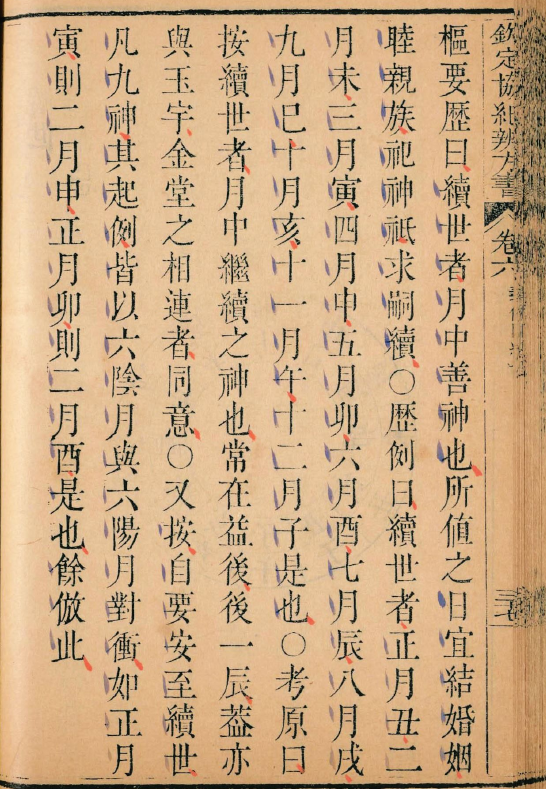 欽定協紀辨方書 卷六
樞要歷曰續世者月中善神也所值之日宜結婚姻
睦親族祀神祇求嗣續○歷例曰續世者正月丑二
月未三月寅四月申五月卯六月酉七月辰八月戌
九月巳十月亥十一月午十二月子是也○考原曰
按續世者月中繼續之神也常在益後後一辰葢亦
與玉宇金堂之相連者同意○又按自要安至續世
凡九神其起例皆以六陰月與六陽月對衝如正月
寅則二月申正月卯則二月酉是也餘倣此